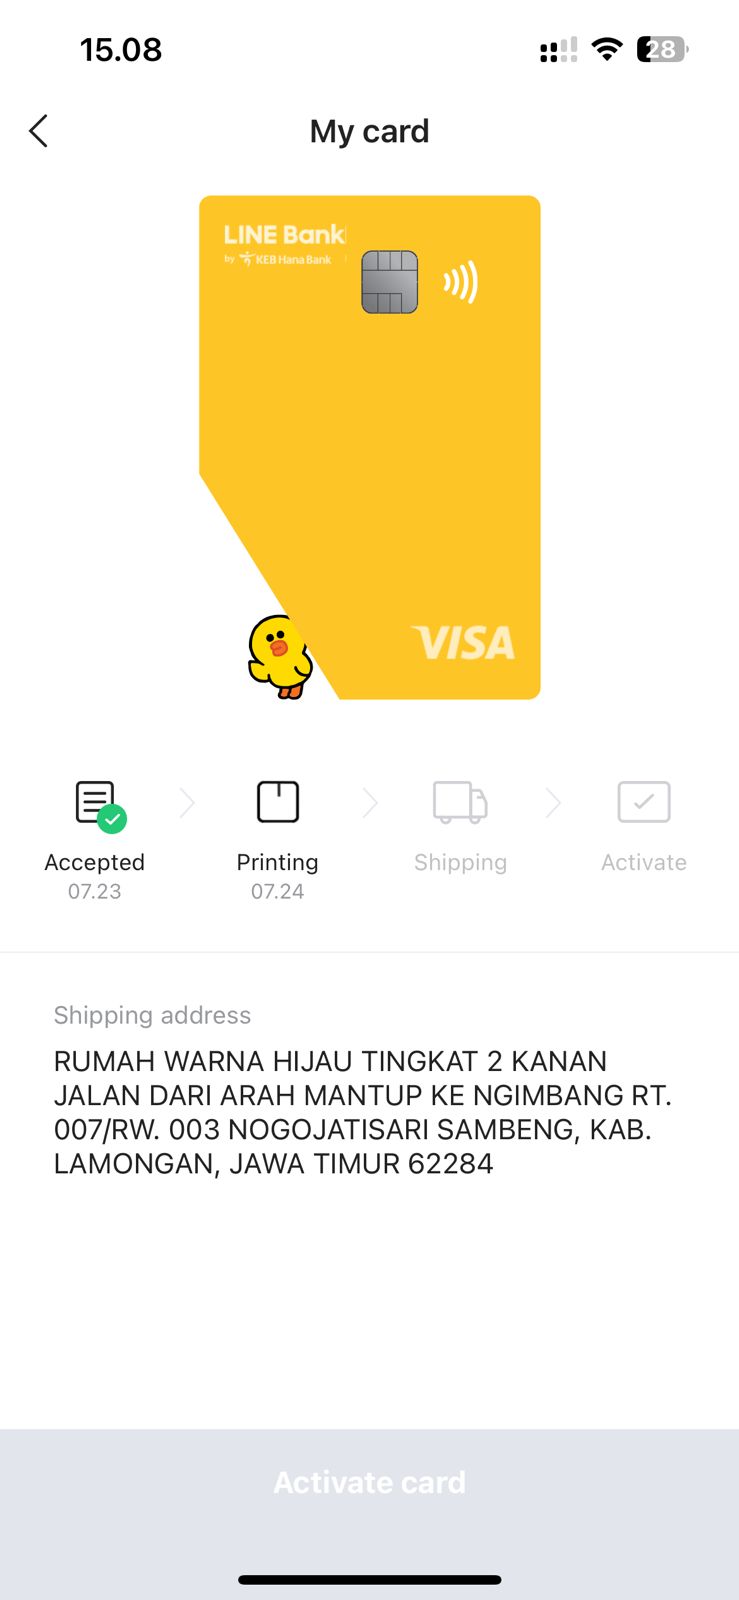 15.08
28
My card
LINE Bank
by KEB Hana Bank
VISA
Accepted
07.23
Printing
07.24
Shipping
Activate
Shipping address
RUMAH WARNA HIJAU TINGKAT 2 KANAN
JALAN DARI ARAH MANTUP KE NGIMBANG RT.
007/RW. 003 NOGOJATISARI SAMBENG, KAB.
LAMONGAN, JAWA TIMUR 62284
Activate card